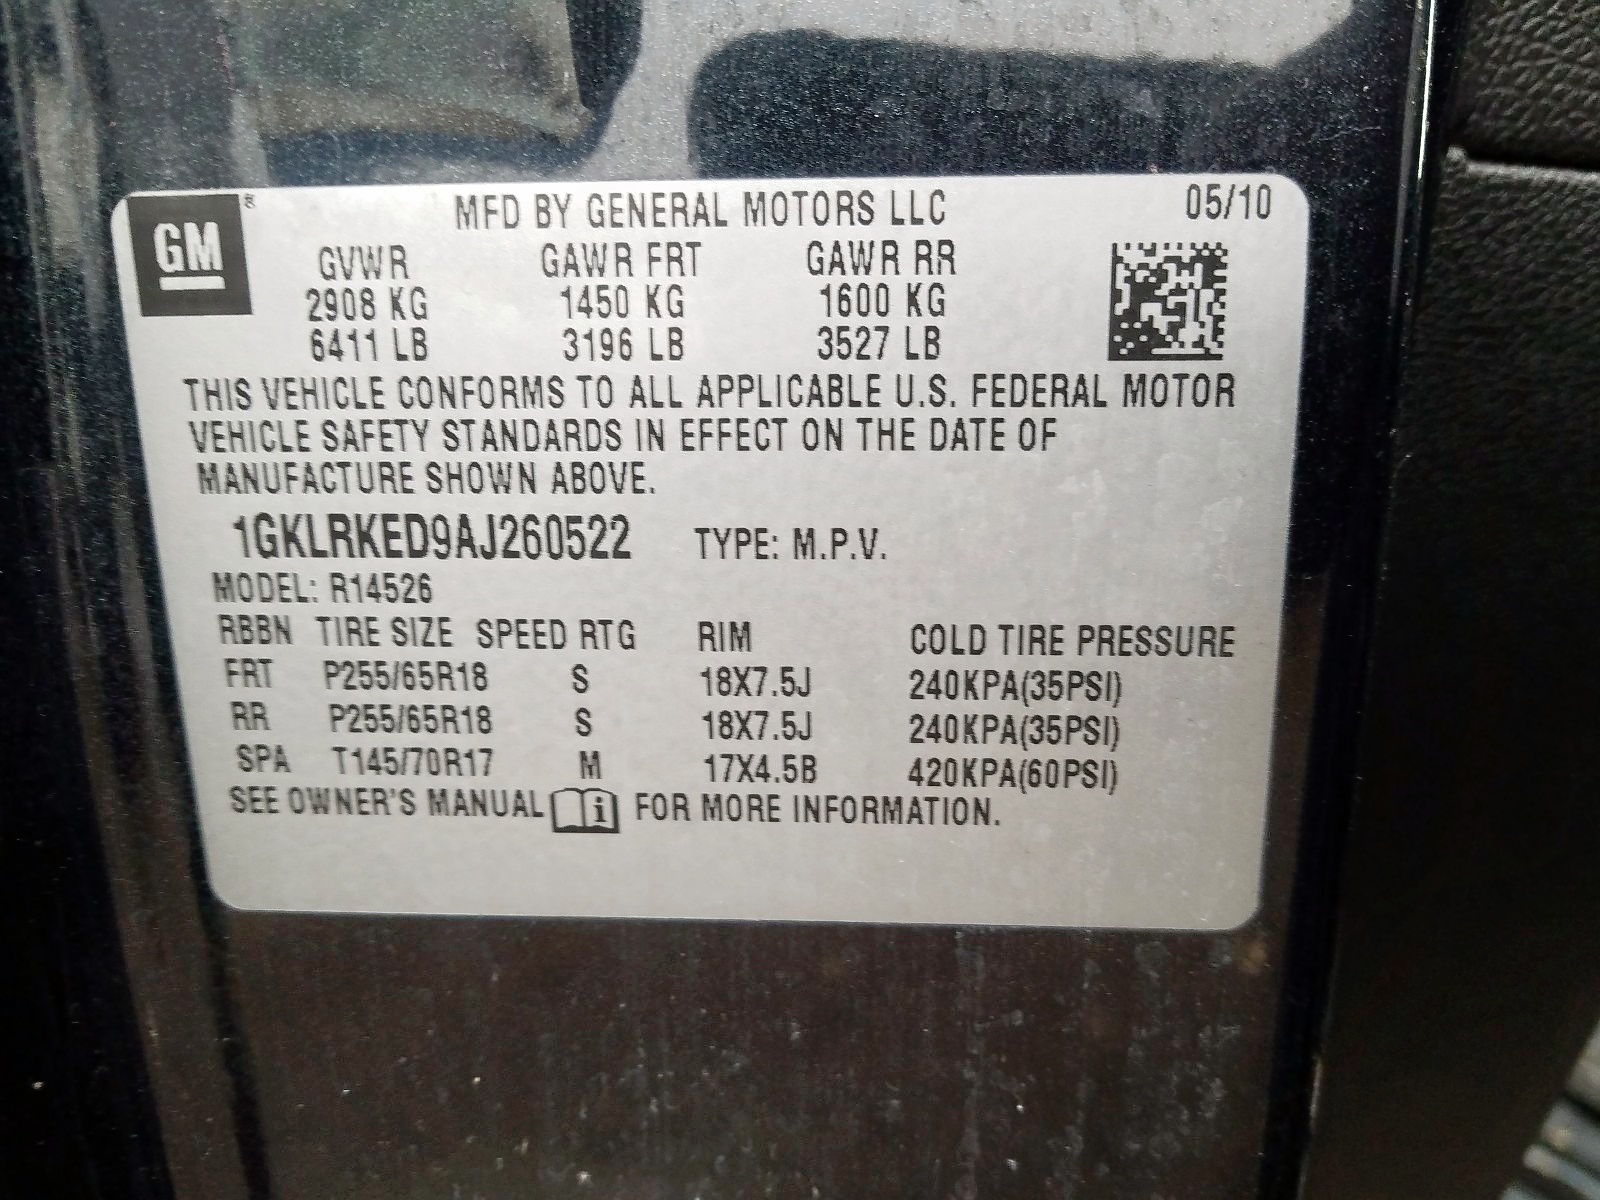 GM
MFD BY GENERAL MOTORS LLC 05/10
GVWR GAWR FRT GAWR RR
2908 KG 1450 KG 1600 KG
6411 LB 3196 LB 3527 LB
THIS VEHICLE CONFORMS TO ALL APPLICABLE U.S. FEDERAL MOTOR
VEHICLE SAFETY STANDARDS IN EFFECT ON THE DATE OF
MANUFACTURE SHOWN ABOVE.
1GKLRKED9AJ260522 TYPE: M.P.V.
MODEL: R14526
RBBN TIRE SIZE SPEED RTG RIM COLD TIRE PRESSURE
FRT P255/65R18 S 18X7.5J 240KPA(35PSI)
RR P255/65R18 S 18X7.5J 240KPA(35PSI)
SPA T145/70R17 M 17X4.5B 420KPA(60PSI)
SEE OWNER'S MANUAL i FOR MORE INFORMATION.